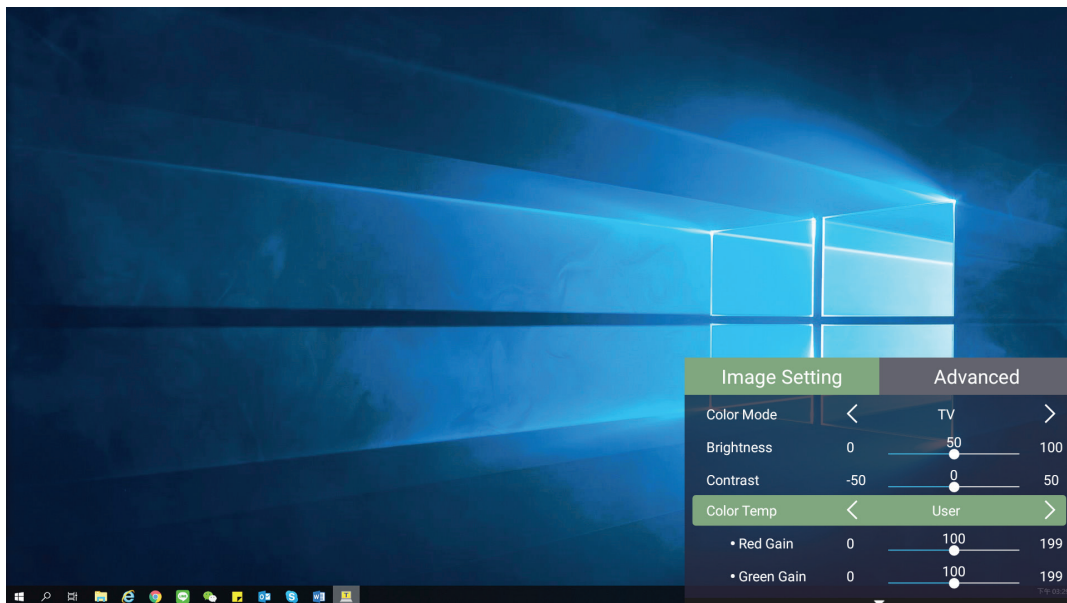 Image Setting Advanced
Color Mode TV
Brightness 0 50 100
Contrast -50 0 50
Color Temp User
• Red Gain 0 100 199
• Green Gain 0 100 199